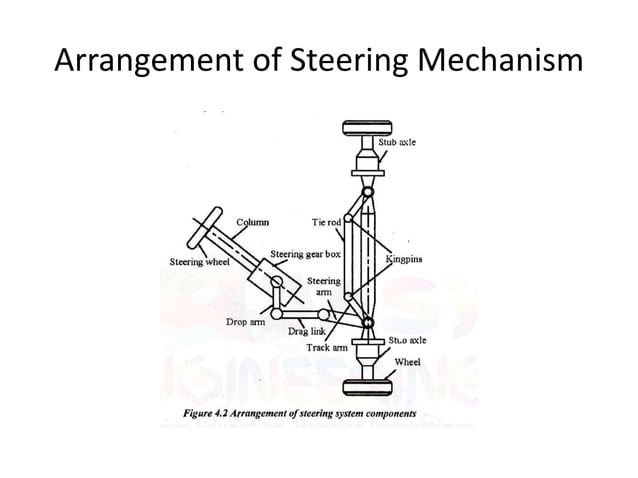 Arrangement of Steering Mechanism
Stub axle
Column
Tie rod
Steering gear box
Kingpins
Steering wheel
Steering
arm
Drop arm
Drag link
Track arm
axle
Wheel
Figure 4.2 Arrangement of steering system components